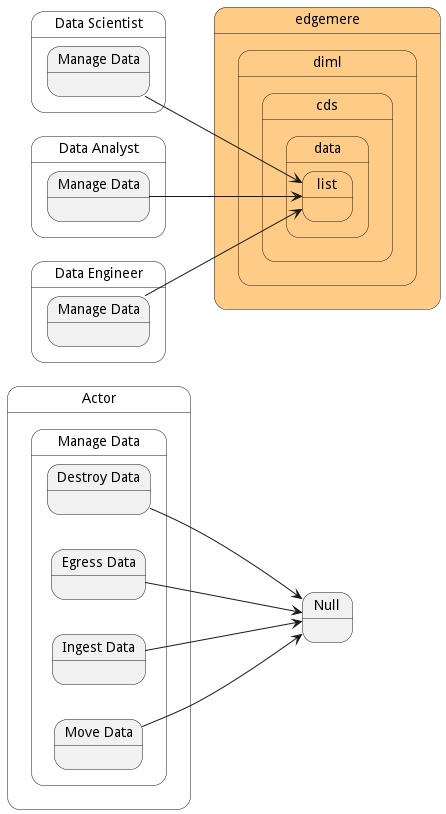 Data Scientist
Manage Data
Data Analyst
Manage Data
Data Engineer
Manage Data
edgemere
diml
cds
data
list
Actor
Manage Data
Destroy Data
Egress Data
Ingest Data
Move Data
Null